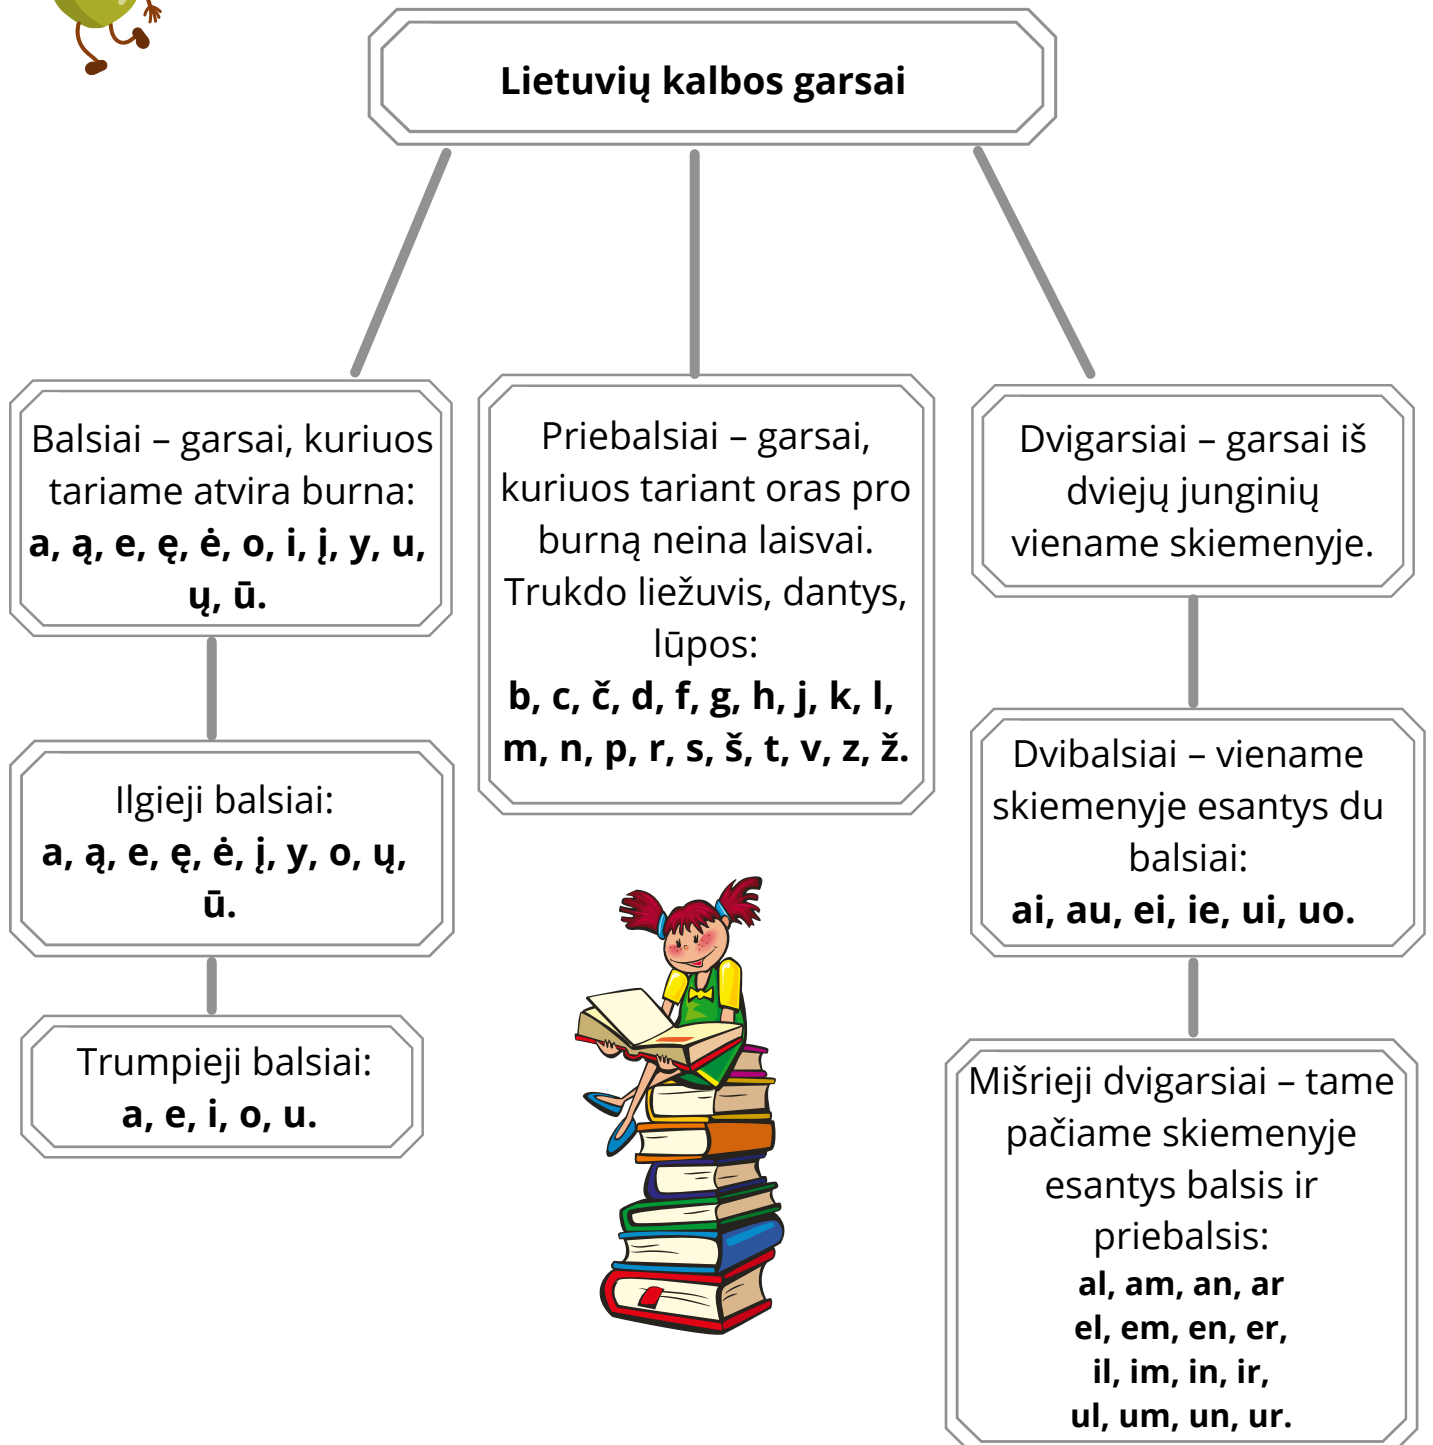 Lietuvių kalbos garsai
Balsiai – garsai, kuriuos
tariame atvira burna:
a, ą, e, ę, ė, o, i, į, y, u,
ų, ū.
Ilgieji balsiai:
a, ą, e, ę, ė, į, y, o, ų,
ū.
Trumpieji balsiai:
a, e, i, o, u.
Priebalsiai – garsai,
kuriuos tariant oras pro
burną neina laisvai.
Trukdo liežuvis, dantys,
lūpos:
b, c, č, d, f, g, h, j, k, l,
m, n, p, r, s, š, t, v, z, ž.
Dvigarsiai – garsai iš
dviejų junginių
viename skiemenyje.
Dvibalsiai – viename
skiemenyje esantys du
balsiai:
ai, au, ei, ie, ui, uo.
Mišrieji dvigarsiai – tame
pačiame skiemenyje
esantys balsis ir
priebalsis:
al, am, an, ar
el, em, en, er,
il, im, in, ir,
ul, um, un, ur.